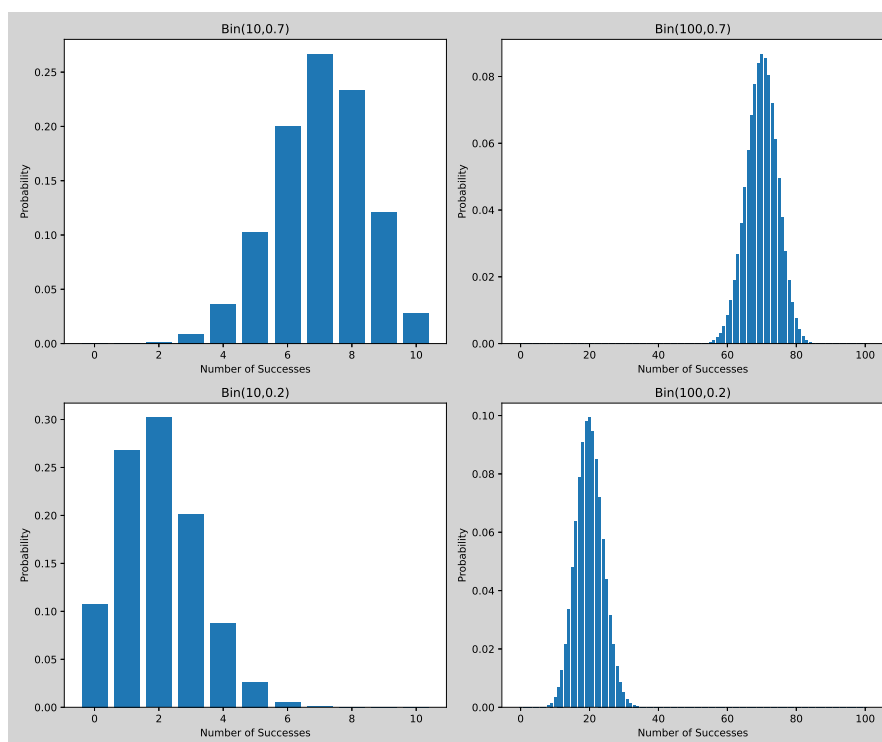 Bin(10,0.7)
0.25
0.20
0.15
0.10
0.05
0.00
Probability
0 2 4 6 8 10
Number of Successes
Bin(100,0.7)
0.08
0.06
0.04
0.02
0.00
Probability
0 20 40 60 80 100
Number of Successes
Bin(10,0.2)
0.30
0.25
0.20
0.15
0.10
0.05
0.00
Probability
0 2 4 6 8 10
Number of Successes
Bin(100,0.2)
0.10
0.08
0.06
0.04
0.02
0.00
Probability
0 20 40 60 80 100
Number of Successes